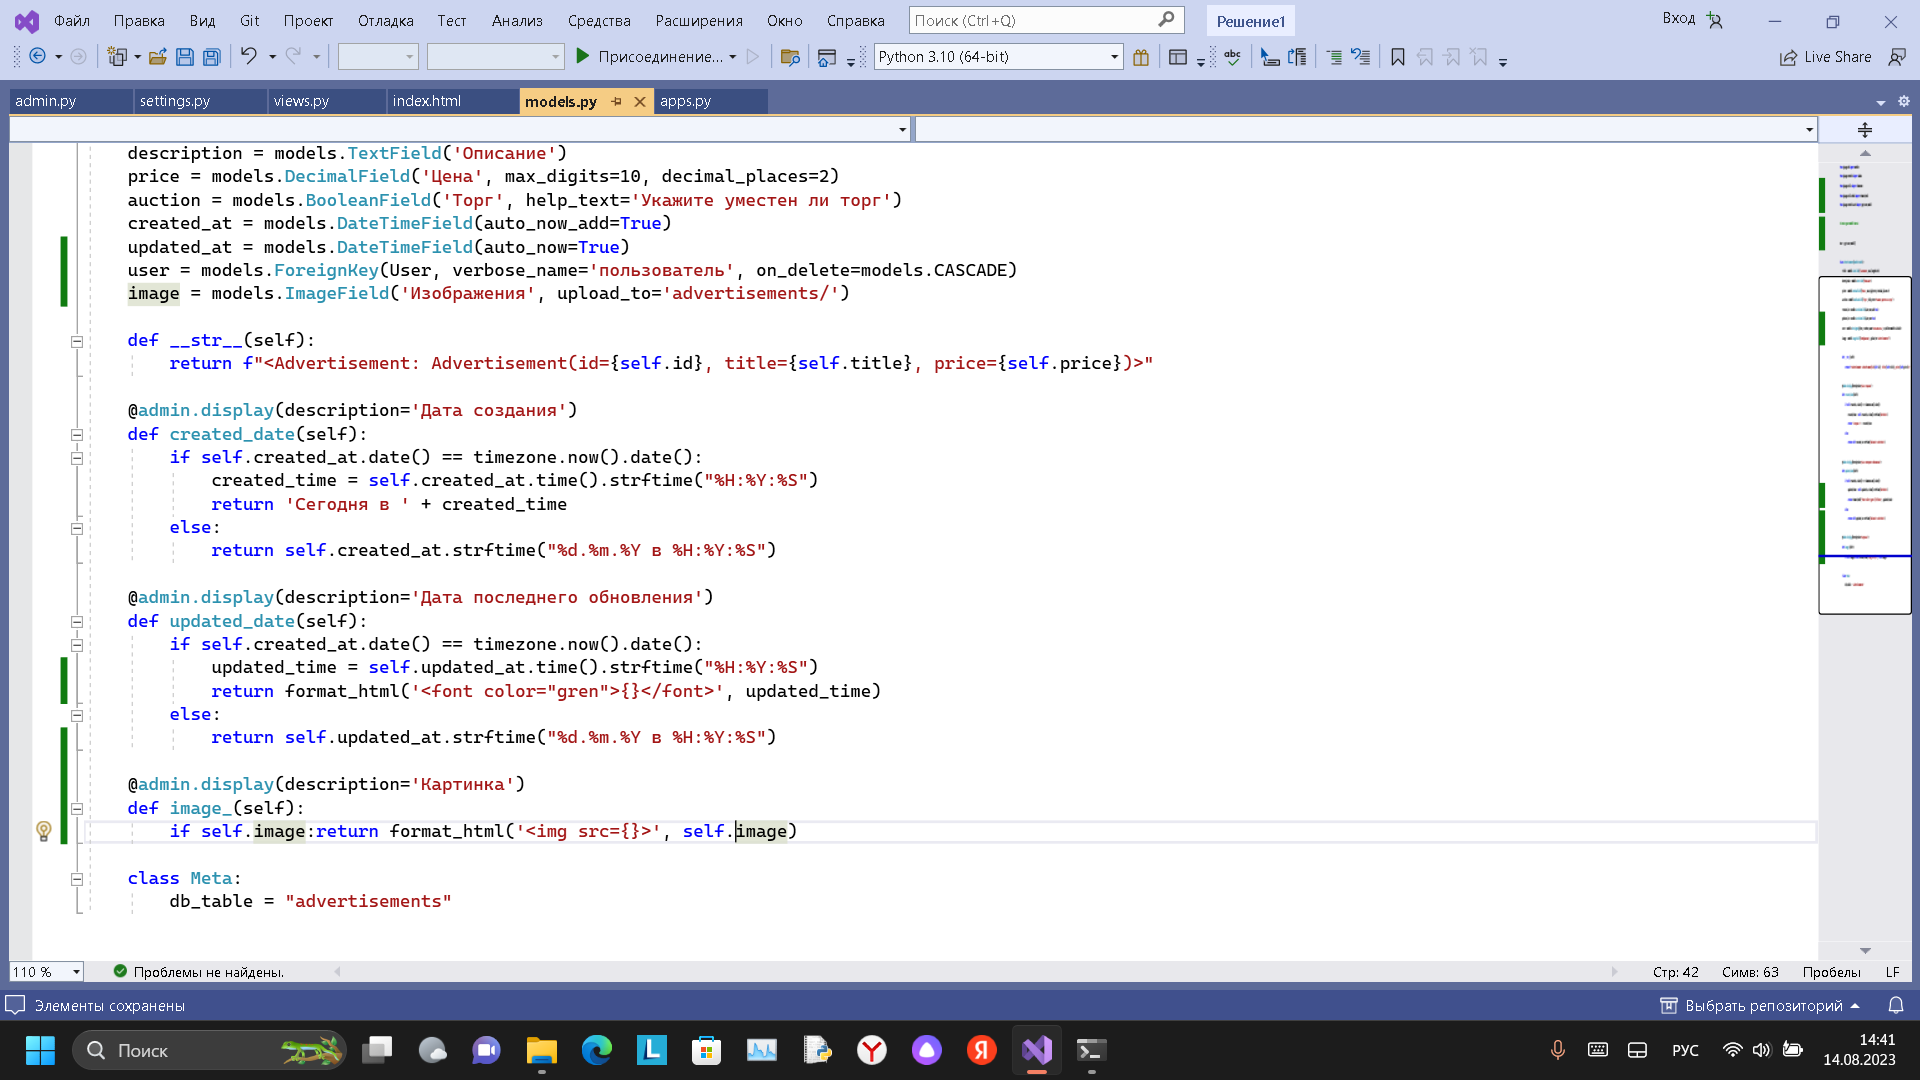 Файл Правка Вид Git Проект Отладка Тест Анализ Средства Расширения Окно Справка Поиск (Ctrl+Q) Решение1 Вход
Присоединение... Python 3.10 (64-bit) abc Live Share
admin.py settings.py views.py index.html models.py apps.py
description = models.TextField('Описание')
price = models.DecimalField('Цена', max_digits=10, decimal_places=2)
auction = models.BooleanField('Торг', help_text='Укажите уместен ли торг')
created_at = models.DateTimeField(auto_now_add=True)
updated_at = models.DateTimeField(auto_now=True)
user = models.ForeignKey(User, verbose_name='пользователь', on_delete=models.CASCADE)
image = models.ImageField('Изображения', upload_to='advertisements/')
def __str__(self):
return f"<Advertisement: Advertisement(id={self.id}, title={self.title}, price={self.price})>"
@admin.display(description='Дата создания')
def created_date(self):
if self.created_at.date() == timezone.now().date():
created_time = self.created_at.time().strftime("%H:%Y:%S")
return 'Сегодня в ' + created_time
else:
return self.created_at.strftime("%d.%m.%Y в %H:%Y:%S")
@admin.display(description='Дата последнего обновления')
def updated_date(self):
if self.created_at.date() == timezone.now().date():
updated_time = self.updated_at.time().strftime("%H:%Y:%S")
return format_html('<font color="gren">{}</font>', updated_time)
else:
return self.updated_at.strftime("%d.%m.%Y в %H:%Y:%S")
@admin.display(description='Картинка')
def image_(self):
if self.image:return format_html('<img src={}>', self.image)
class Meta:
db_table = "advertisements"
110 % Проблемы не найдены. Стр: 42 Симв: 63 Пробелы LF
Элементы сохранены Выбрать репозиторий
Поиск L Y Я РУС 14:41
14.08.2023